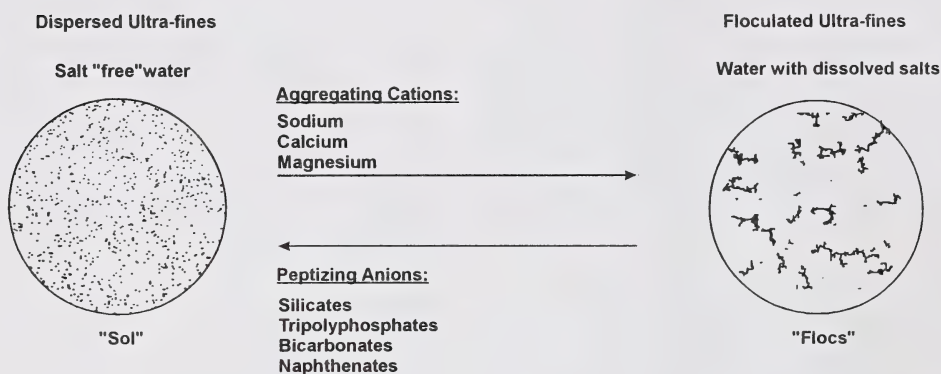 Dispersed Ultra-fines
Salt "free"water
"Sol"
Aggregating Cations:
Sodium
Calcium
Magnesium
Peptizing Anions:
Silicates
Tripolyphosphates
Bicarbonates
Naphthenates
Floculated Ultra-fines
Water with dissolved salts
"Flocs"